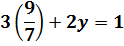 3(9/7) + 2y = 1